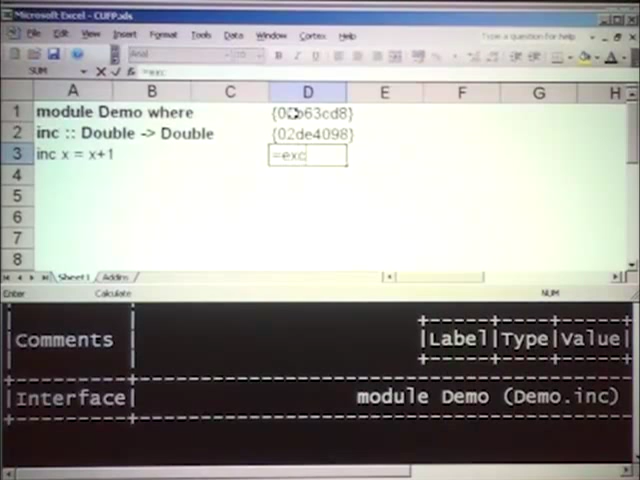 Microsoft Excel - CUFP.xls
File Edit View Insert Format Tools Data Window Cortex Help Type a question for help
Arial
SUM =exc
A B C D E F G H
1 module Demo where
2 inc :: Double -> Double {02de4098}
3 inc x = x+1 =exc
4
5
6
7
8
Sheet1 Addins
Enter Calculate NUM
Comments |Label|Type|Value|
|Interface| module Demo (Demo.inc)